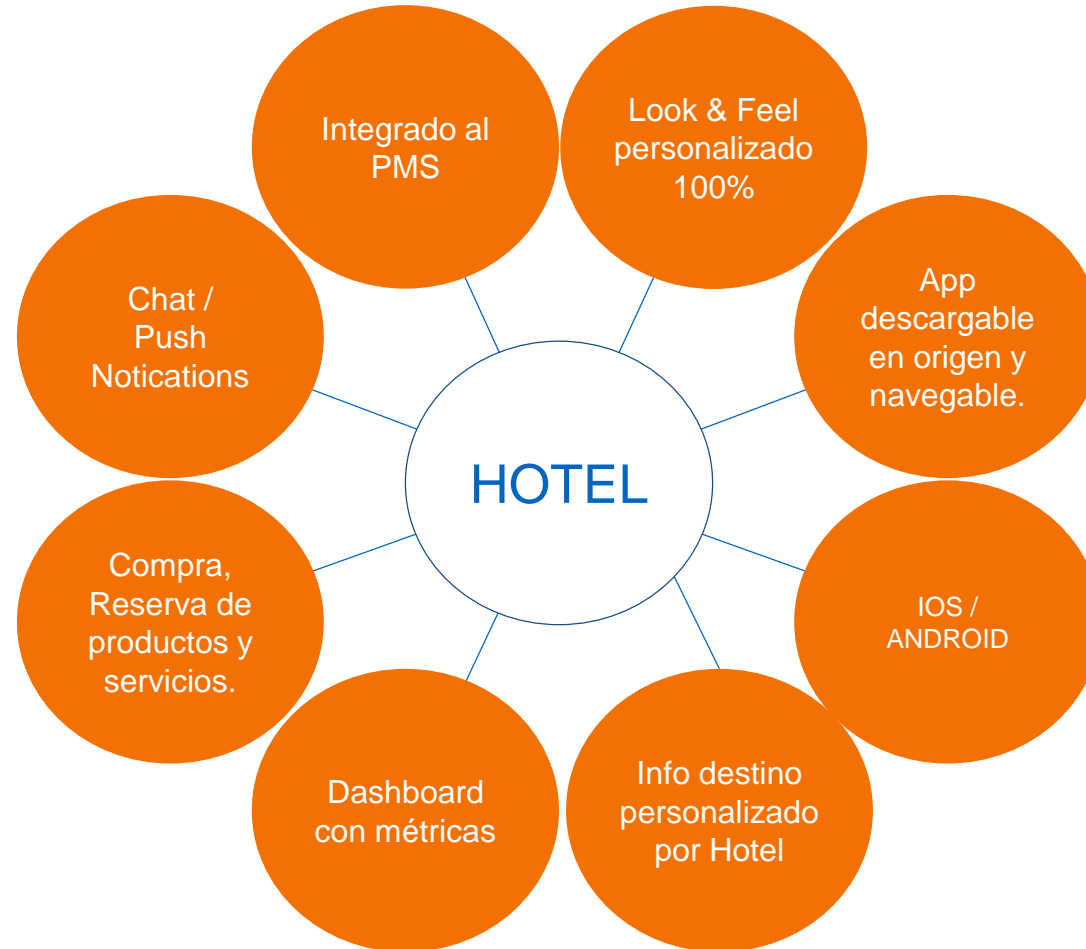 Integrado al
PMS
Look & Feel
personalizado
100%
App
descargable
en origen y
navegable.
IOS /
ANDROID
Info destino
personalizado
por Hotel
Dashboard
con métricas
Compra,
Reserva de
productos y
servicios.
Chat /
Push
Notications
HOTEL